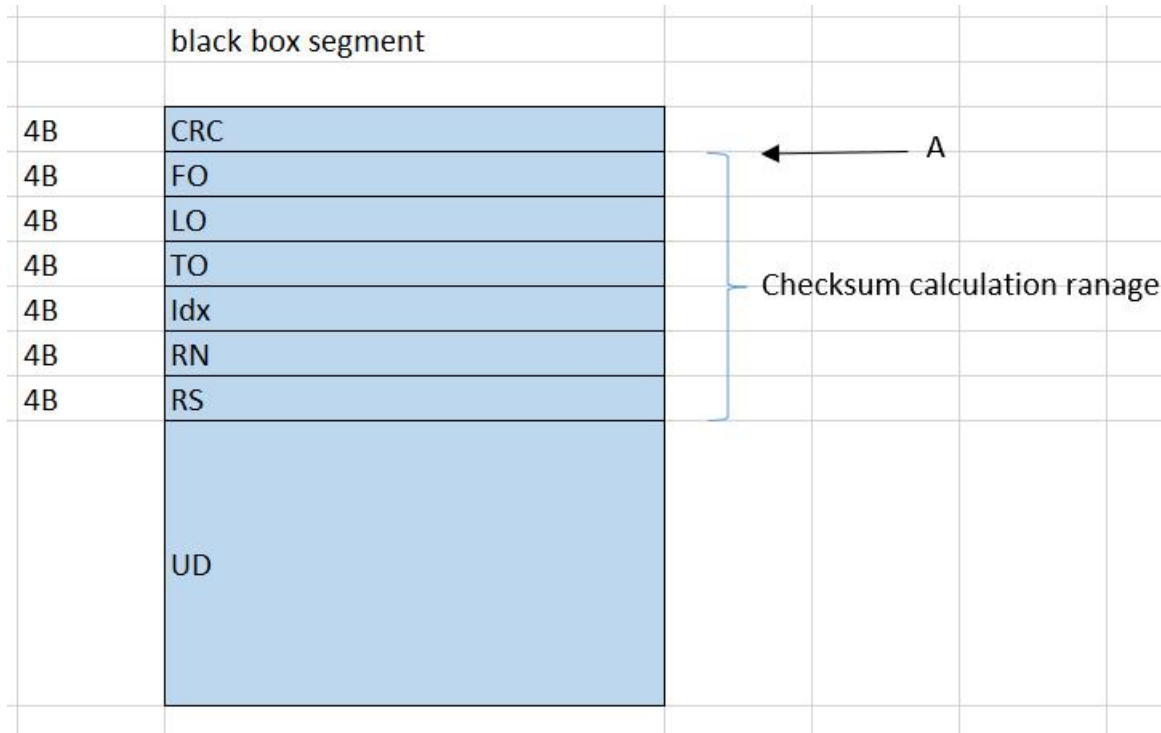 black box segment
4B CRC
A
4B FO
4B LO
4B TO
Checksum calculation ranage
4B Idx
4B RN
4B RS
UD